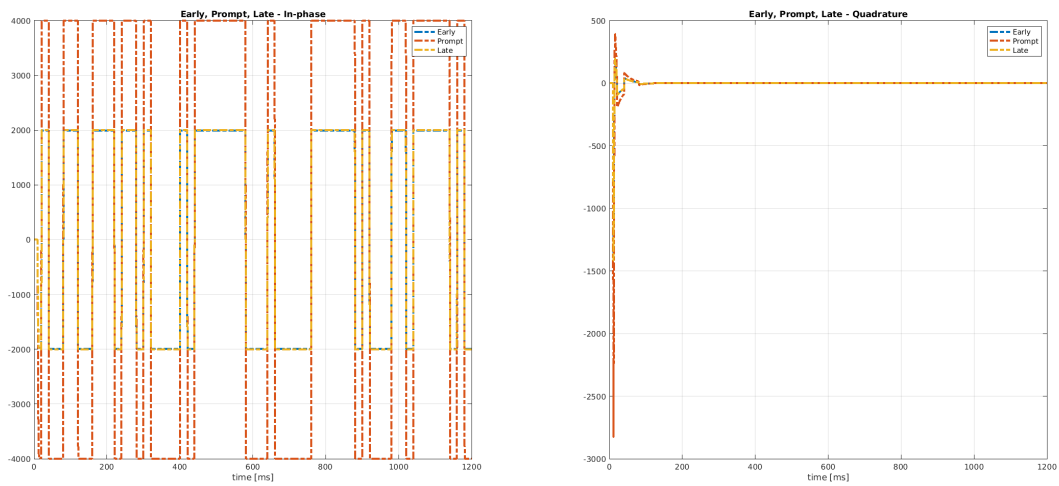 Early, Prompt, Late - In-phase
4000
3000
2000
1000
0
-1000
-2000
-3000
-4000
Early
Prompt
Late
0 200 400 600 800 1000 1200
time [ms]
Early, Prompt, Late - Quadrature
500
0
-500
-1000
-1500
-2000
-2500
-3000
Early
Prompt
Late
0 200 400 600 800 1000 1200
time [ms]